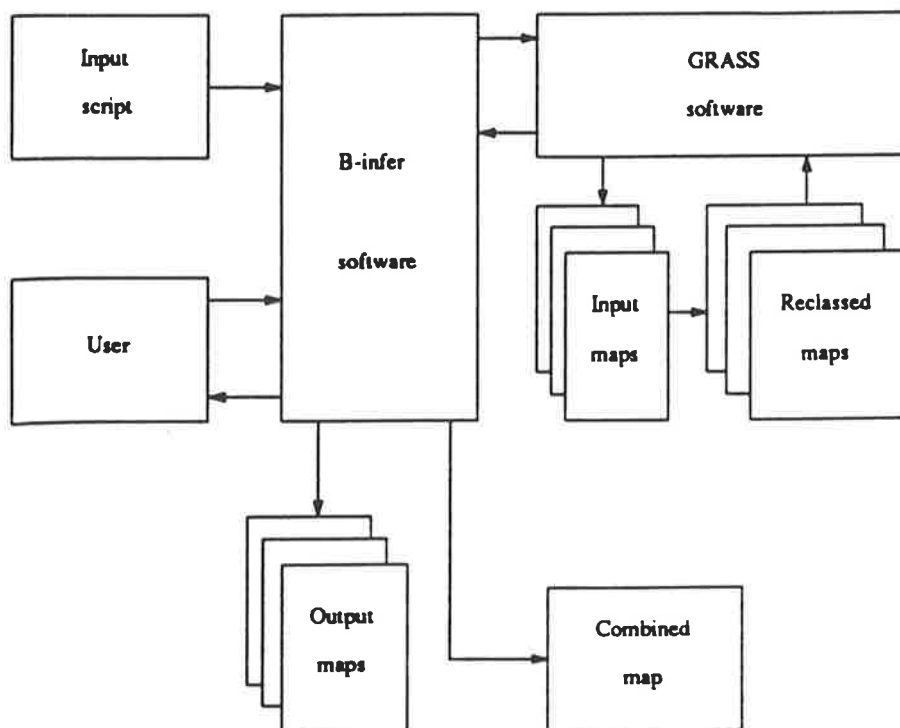 Input
script
B-infer
software
GRASS
software
User
Input
maps
Reclassed
maps
Output
maps
Combined
map